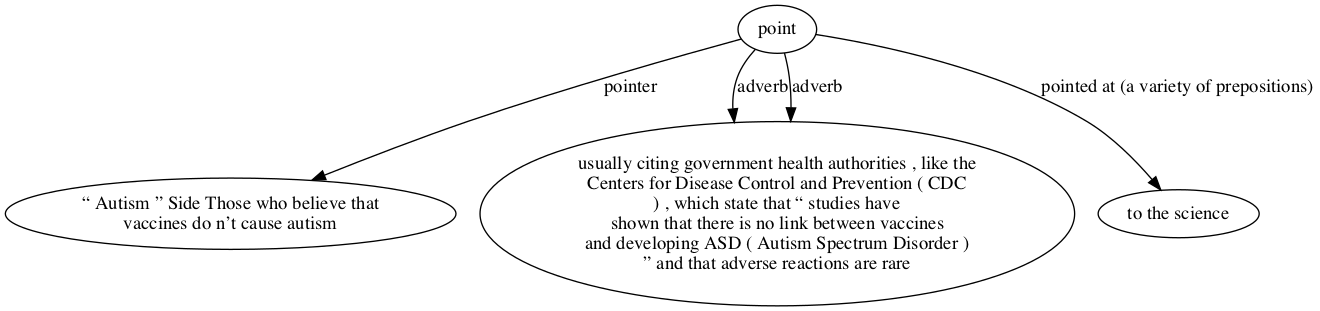 point
pointer
adverb
adverb
pointed at (a variety of prepositions)
“ Autism ” Side Those who believe that
vaccines do n’t cause autism
usually citing government health authorities , like the
Centers for Disease Control and Prevention ( CDC
) , which state that “ studies have
shown that there is no link between vaccines
and developing ASD ( Autism Spectrum Disorder )
” and that adverse reactions are rare
to the science